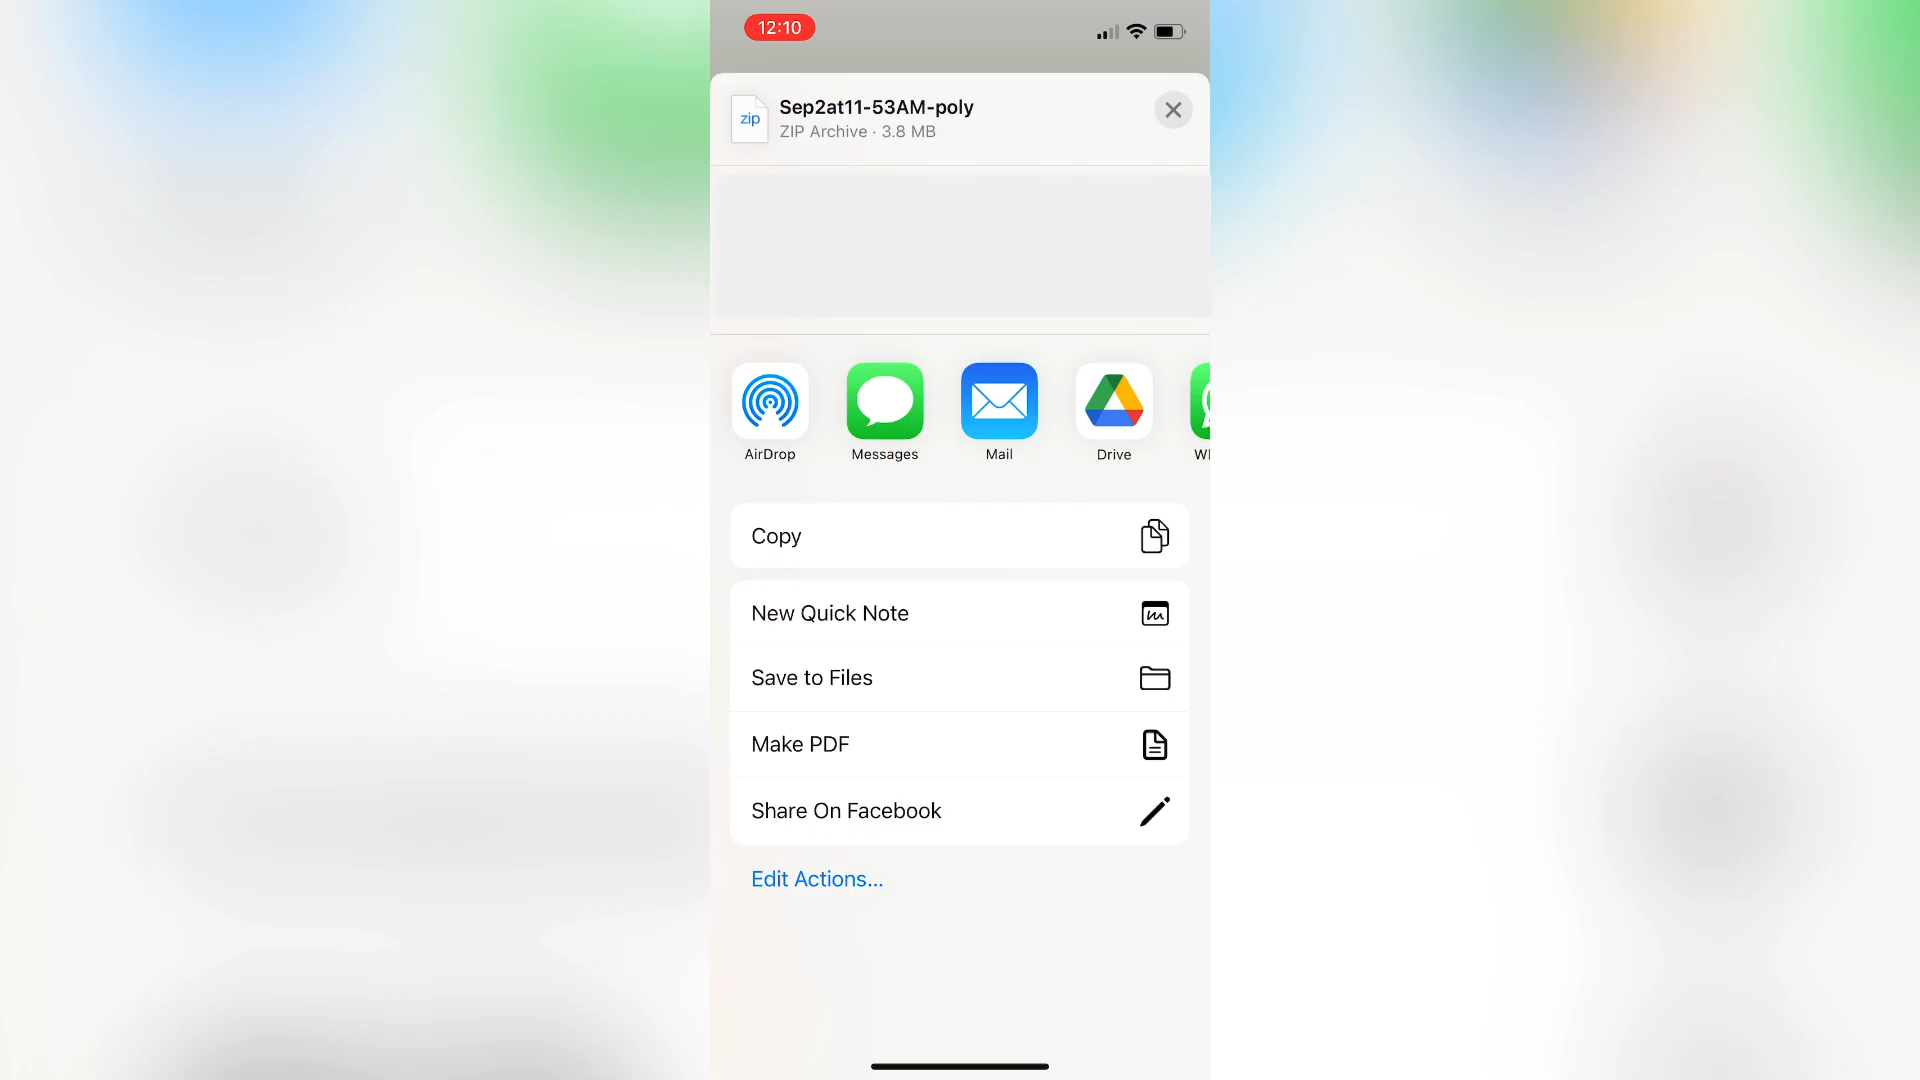 12:10
zip
Sep2at11-53AM-poly
ZIP Archive · 3.8 MB
AirDrop
Messages
Mail
Drive
Copy
New Quick Note
Save to Files
Make PDF
Share On Facebook
Edit Actions...